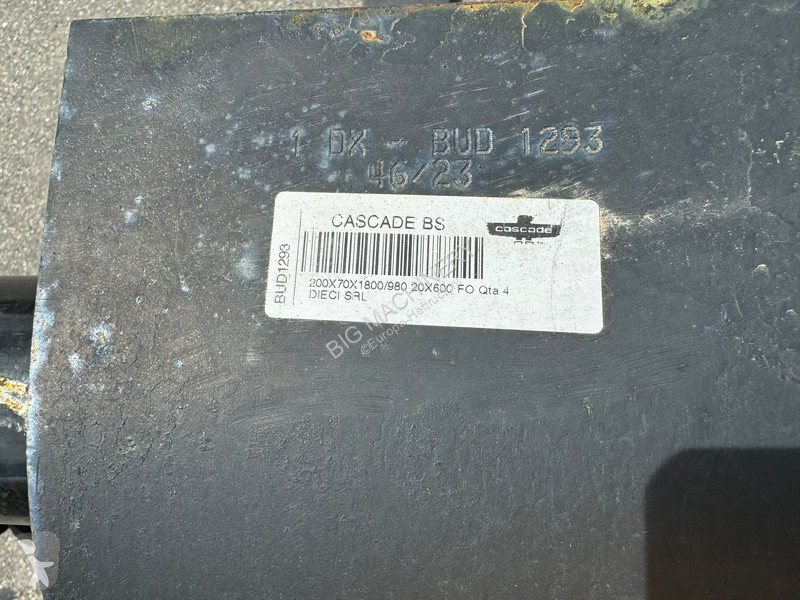 1 DX - BUD 1293
46/23
CASCADE BS
cascade
TM
BUD1293
200X70X1800/980 20X600 FO Qta 4
DIECI SRL
BIG MACHINERY